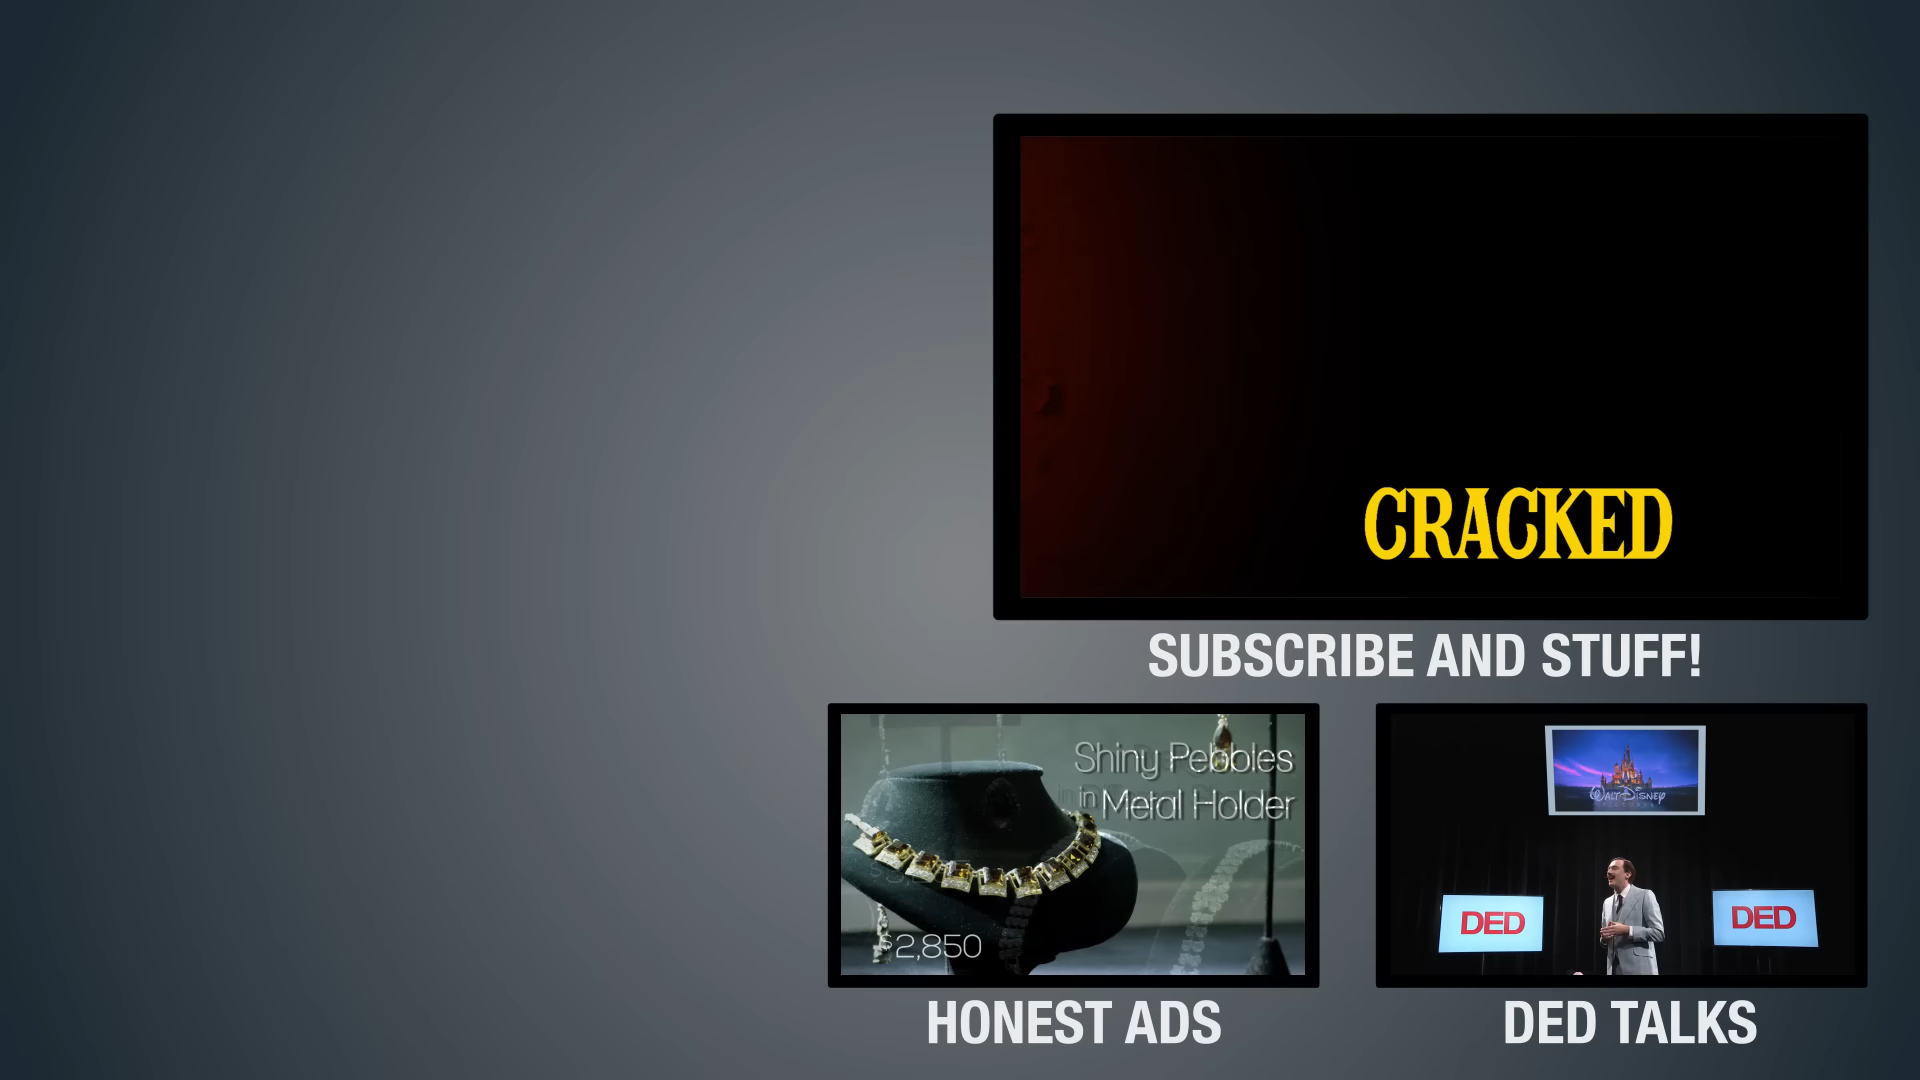 CRACKED
SUBSCRIBE AND STUFF!
Shiny Pebbles
in Metal Holder
$2,850
HONEST ADS
WALT DISNEY
DED
DED
DED TALKS